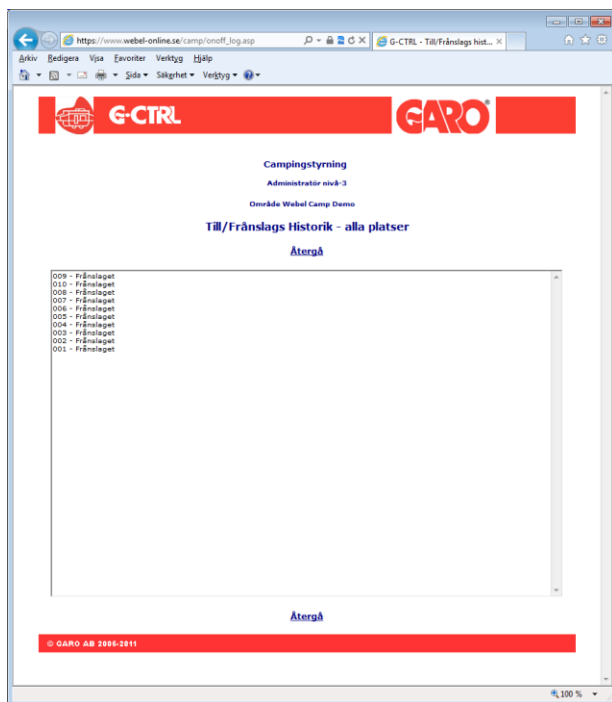 https://www.webel-online.se/camp/onoff_log.asp
G-CTRL - Till/Frånslags hist...
Arkiv Redigera Visa Favoriter Verktyg Hjälp
Sida Säkerhet Verktyg
G-CTRL GARO
Campingstyrning
Administratör nivå-3
Område Webel Camp Demo
Till/Frånslags Historik - alla platser
Återgå
009 - Frånslaget
010 - Frånslaget
008 - Frånslaget
007 - Frånslaget
006 - Frånslaget
005 - Frånslaget
004 - Frånslaget
003 - Frånslaget
002 - Frånslaget
001 - Frånslaget
Återgå
© GARO AB 2006-2011
100 %